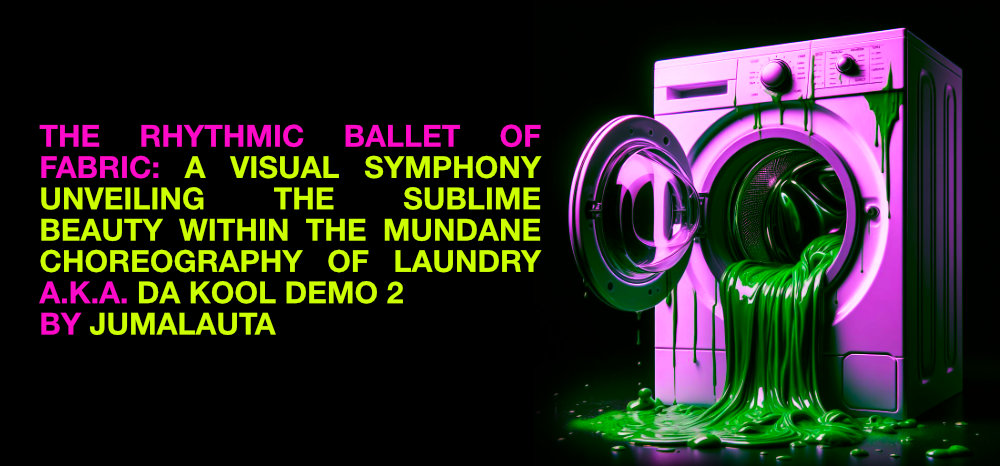 THE RHYTHMIC BALLET OF
FABRIC: A VISUAL SYMPHONY
UNVEILING THE SUBLIME
BEAUTY WITHIN THE MUNDANE
CHOREOGRAPHY OF LAUNDRY
A.K.A. DA KOOL DEMO 2
BY JUMALAUTA